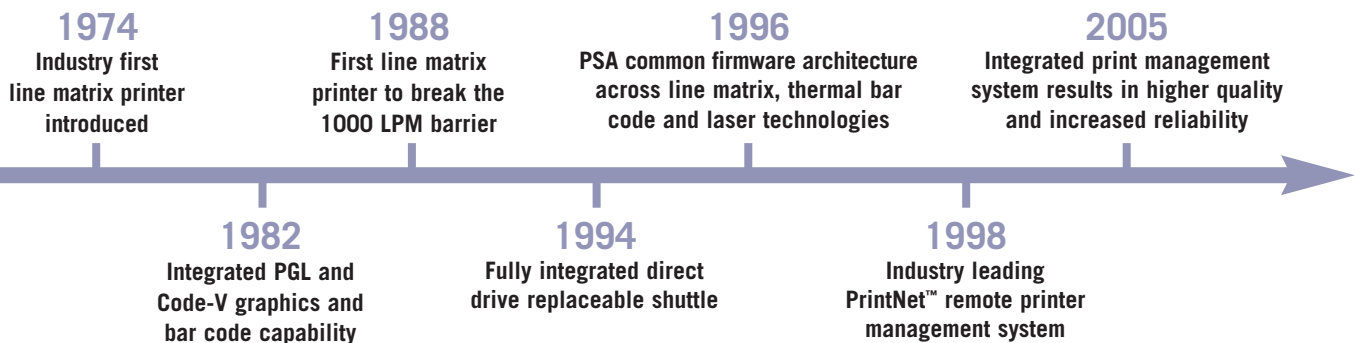 1974
Industry first
line matrix printer
introduced
1982
Integrated PGL and
Code-V graphics and
bar code capability
1988
First line matrix
printer to break the
1000 LPM barrier
1994
Fully integrated direct
drive replaceable shuttle
1996
PSA common firmware architecture
across line matrix, thermal bar
code and laser technologies
1998
Industry leading
PrintNet™ remote printer
management system
2005
Integrated print management
system results in higher quality
and increased reliability